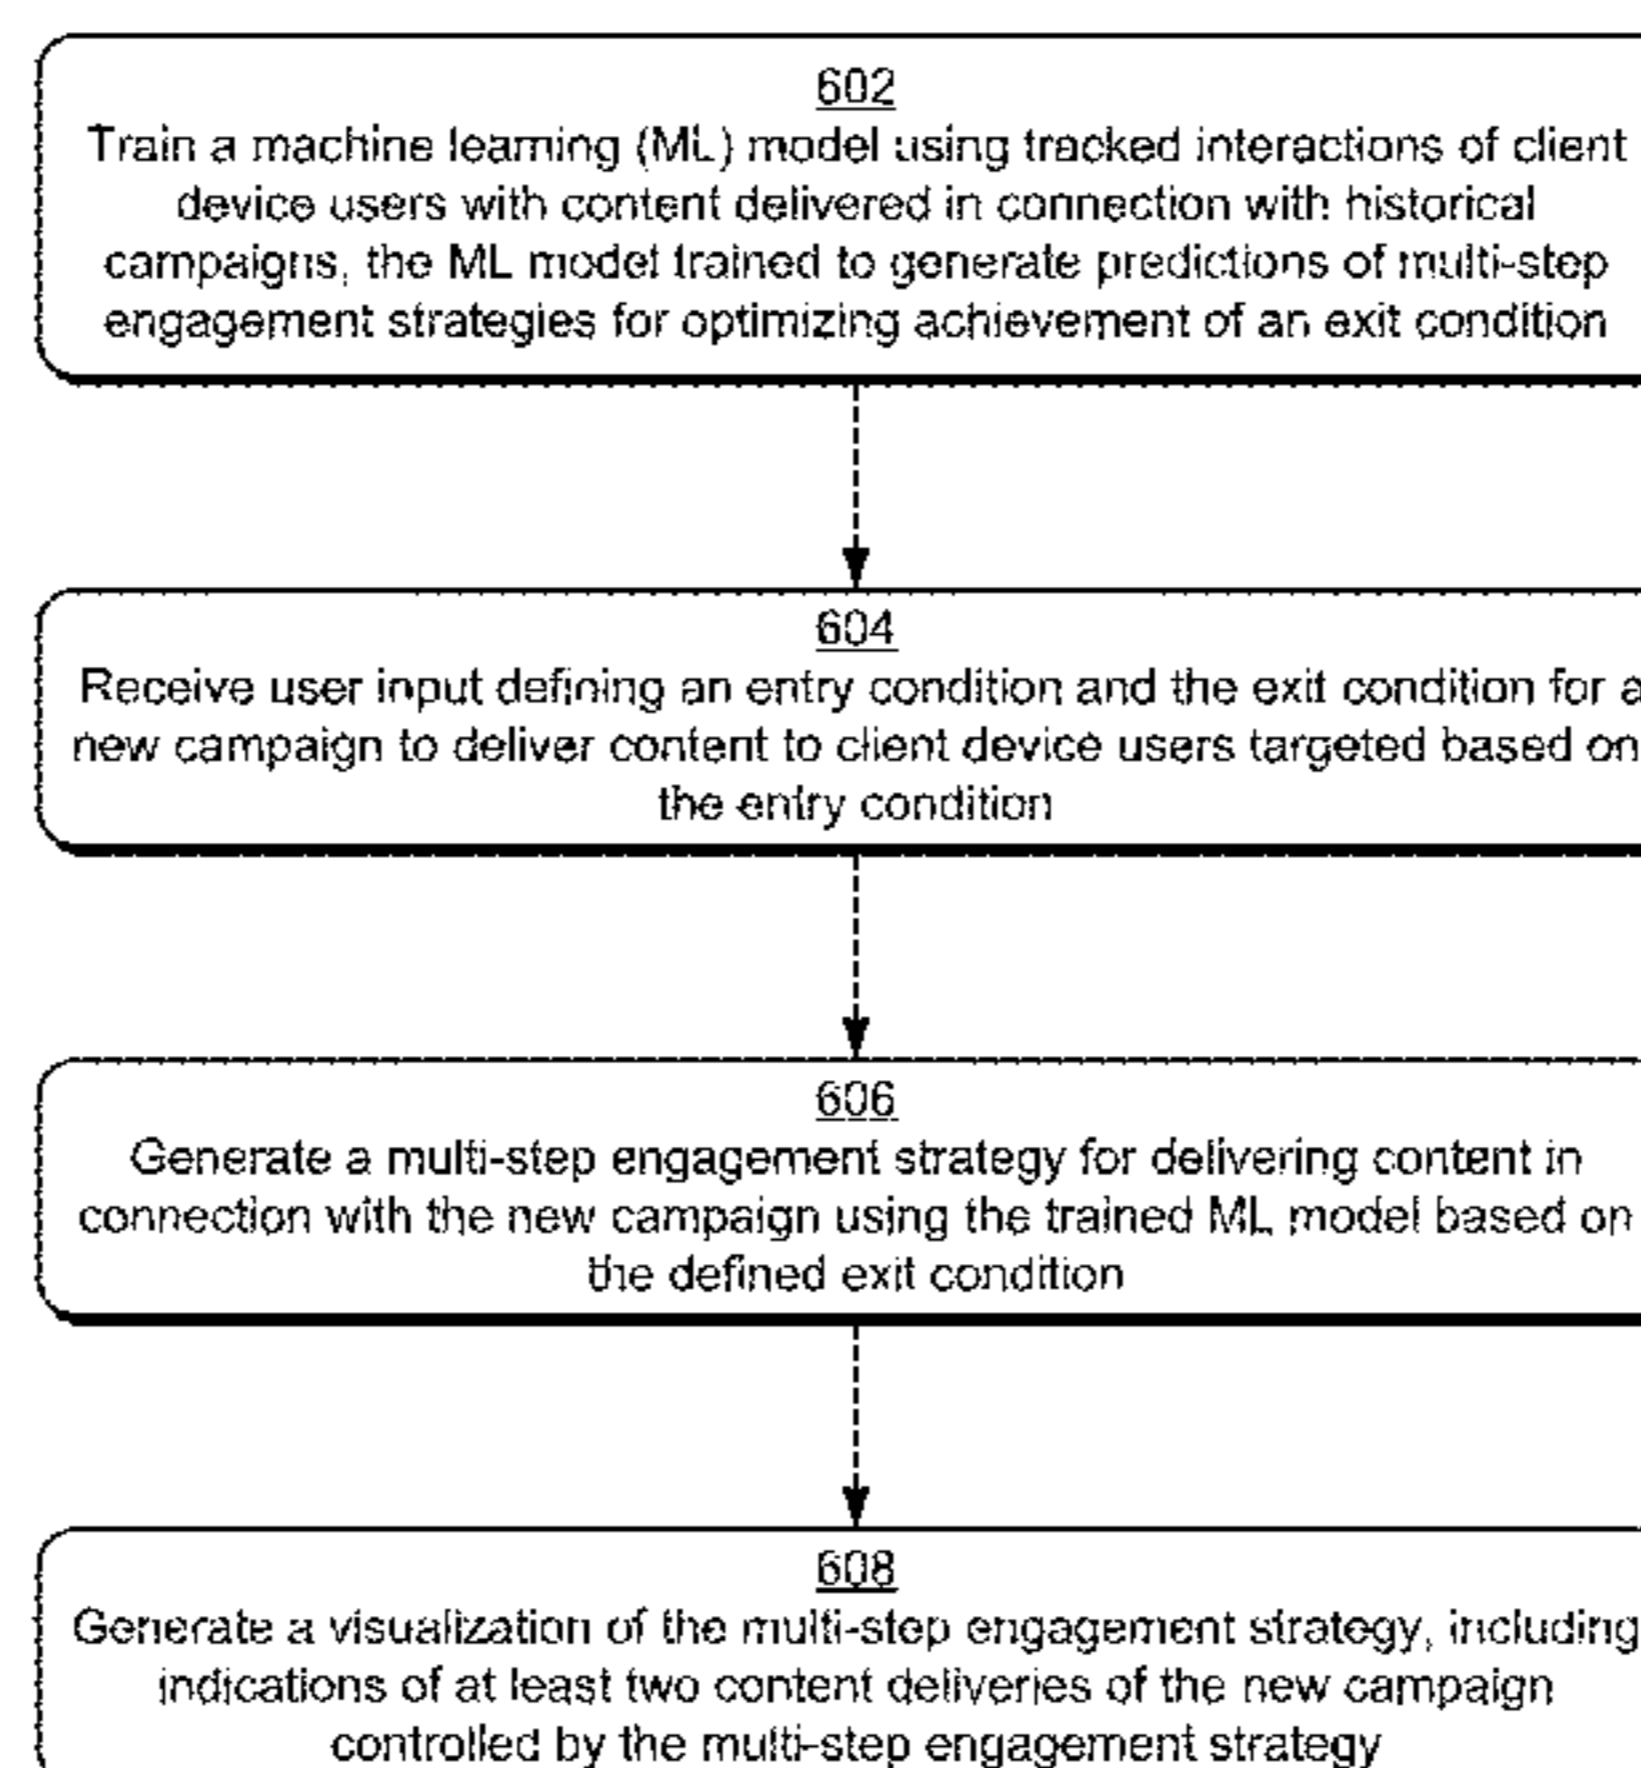 602
Train a machine learning (ML) model using tracked interactions of client
device users with content delivered in connection with historical
campaigns, the ML model trained to generate predictions of multi-step
engagement strategies for optimizing achievement of an exit condition
604
Receive user input defining an entry condition and the exit condition for a
new campaign to deliver content to client device users targeted based on
the entry condition
606
Generate a multi-step engagement strategy for delivering content in
connection with the new campaign using the trained ML model based on
the defined exit condition
608
Generate a visualization of the multi-step engagement strategy, including
indications of at least two content deliveries of the new campaign
controlled by the multi-step engagement strategy